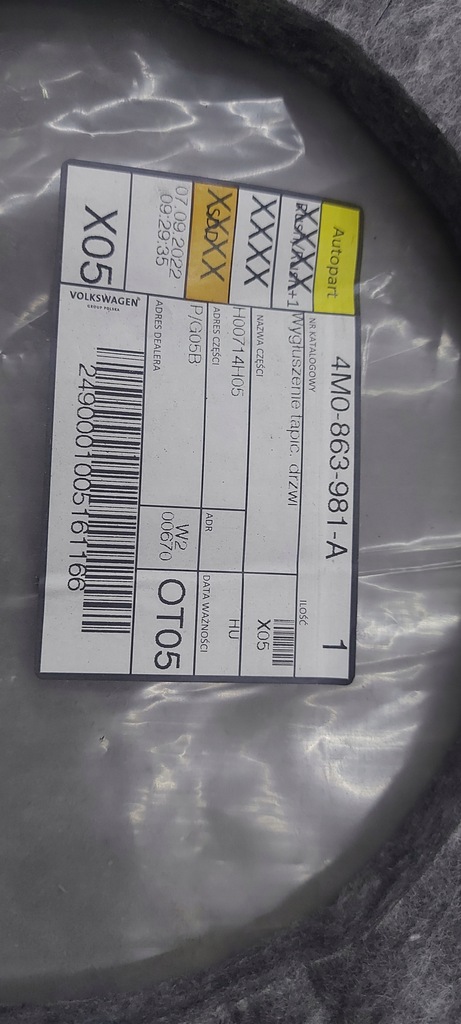 Autopart
NR KATALOGOWY
4M0-863-981-A
ILOŚĆ
1
Wygłuszenie tapic. drzwi
XXXX
NAZWA CZĘŚCI
X05
XXXX
H00714H05
HU
ADRES CZĘŚCI
ADR
DATA WAŻNOŚCI
P/G05B
07.09.2022
09:29:35
ADRES DEALERA
W2
00670
OT05
X05
VOLKSWAGEN
GROUP POLSKA
2490001005161166